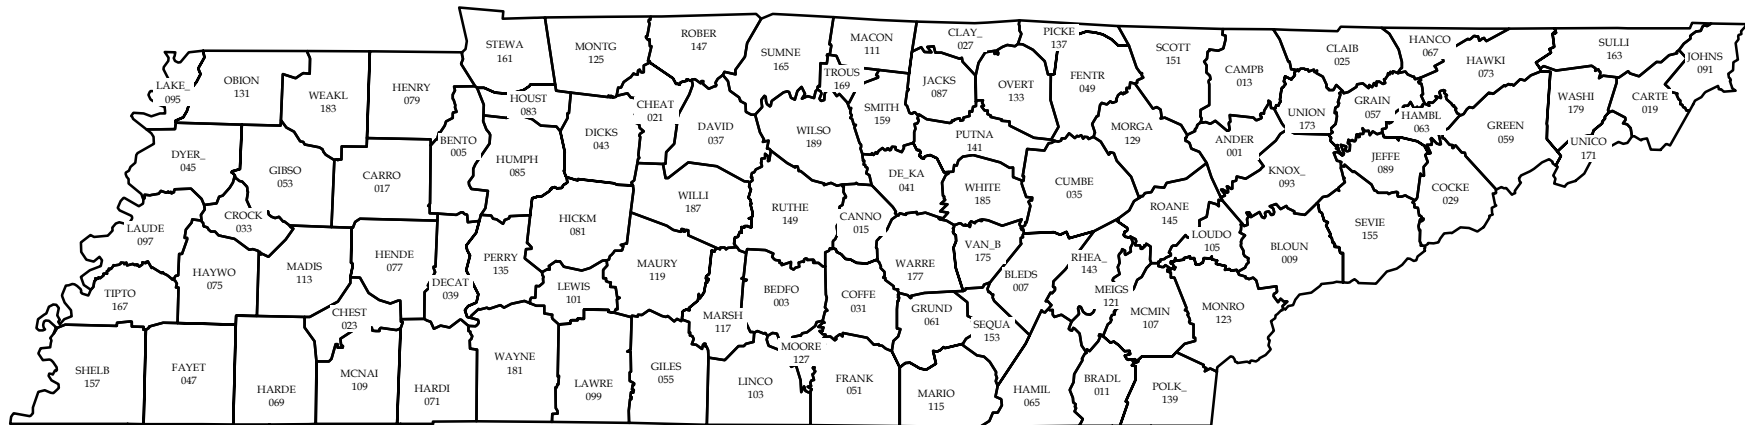 STEWA
161
MONTG
125
ROBER
147
SUMNE
165
MACON
111
CLAY_
027
PICKE
137
SCOTT
151
CAMPB
013
CLAIB
025
HANCO
067
HAWKI
073
SULLI
163
JOHNS
091
LAKE_
095
OBION
131
WEAKL
183
HENRY
079
HOUST
083
CHEAT
021
TROUS
169
JACKS
087
OVERT
133
FENTR
049
UNION
173
GRAIN
057
HAMBL
063
WASHI
179
CARTE
019
BENTO
005
DICKS
043
DAVID
037
WILSO
189
SMITH
159
PUTNA
141
MORGA
129
ANDER
001
GREEN
059
UNICO
171
DYER_
045
GIBSO
053
CARRO
017
HUMPH
085
DE_KA
041
WHITE
185
CUMBE
035
KNOX_
093
JEFFE
089
COCKE
029
CROCK
033
WILLI
187
RUTHE
149
CANNO
015
ROANE
145
LAUDE
097
HICKM
081
VAN_B
175
LOUDO
105
BLOUN
009
SEVIE
155
HAYWO
075
MADIS
113
HENDE
077
DECAT
039
PERRY
135
LEWIS
101
MAURY
119
WARRE
177
BLEDS
007
RHEA_
143
TIPTO
167
CHEST
023
MARSH
117
BEDFO
003
COFFE
031
GRUND
061
SEQUA
153
MEIGS
121
MCMIN
107
MONRO
123
SHELB
157
FAYET
047
HARDE
069
MCNAI
109
HARDI
071
WAYNE
181
LAWRE
099
GILES
055
MOORE
127
LINCO
103
FRANK
051
MARIO
115
HAMIL
065
BRADL
011
POLK_
139